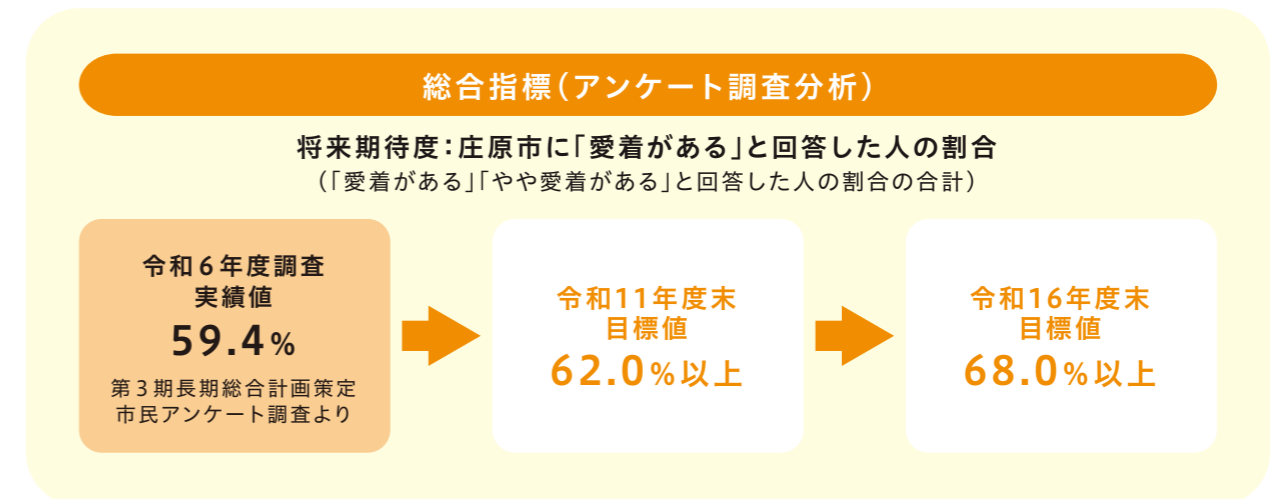 総合指標（アンケート調査分析）
将来期待度：庄原市に「愛着がある」と回答した人の割合
（「愛着がある」「やや愛着がある」と回答した人の割合の合計）
令和６年度調査
実績値
59.4%
第３期長期総合計画策定
市民アンケート調査より
令和11年度末
目標値
62.0%以上
令和16年度末
目標値
68.0%以上